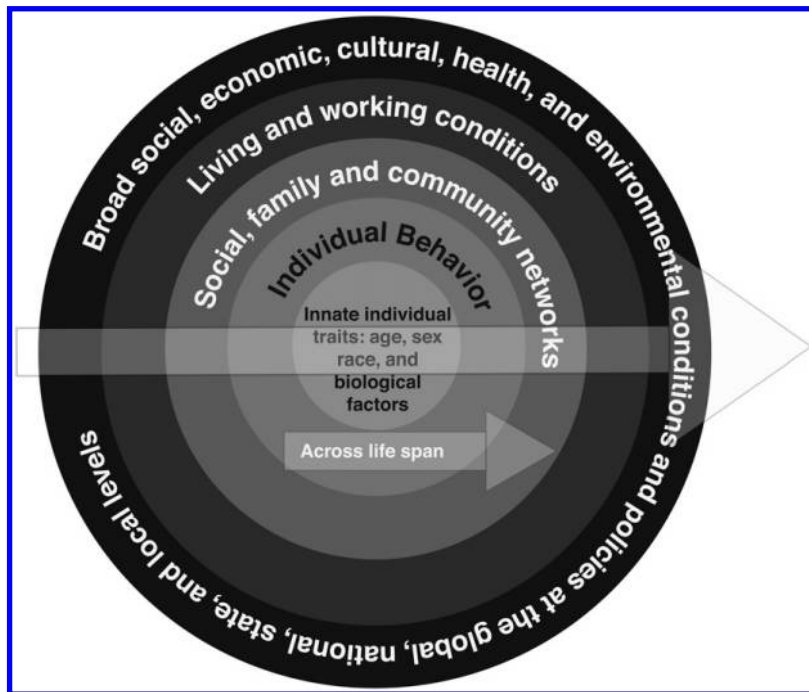 Broad social, economic, cultural, health, and environmental conditions and policies at the global, national, state, and local levels
Living and working conditions
Social, family and community networks
Individual Behavior
Innate individual
traits: age, sex
race, and
biological
factors
Across life span